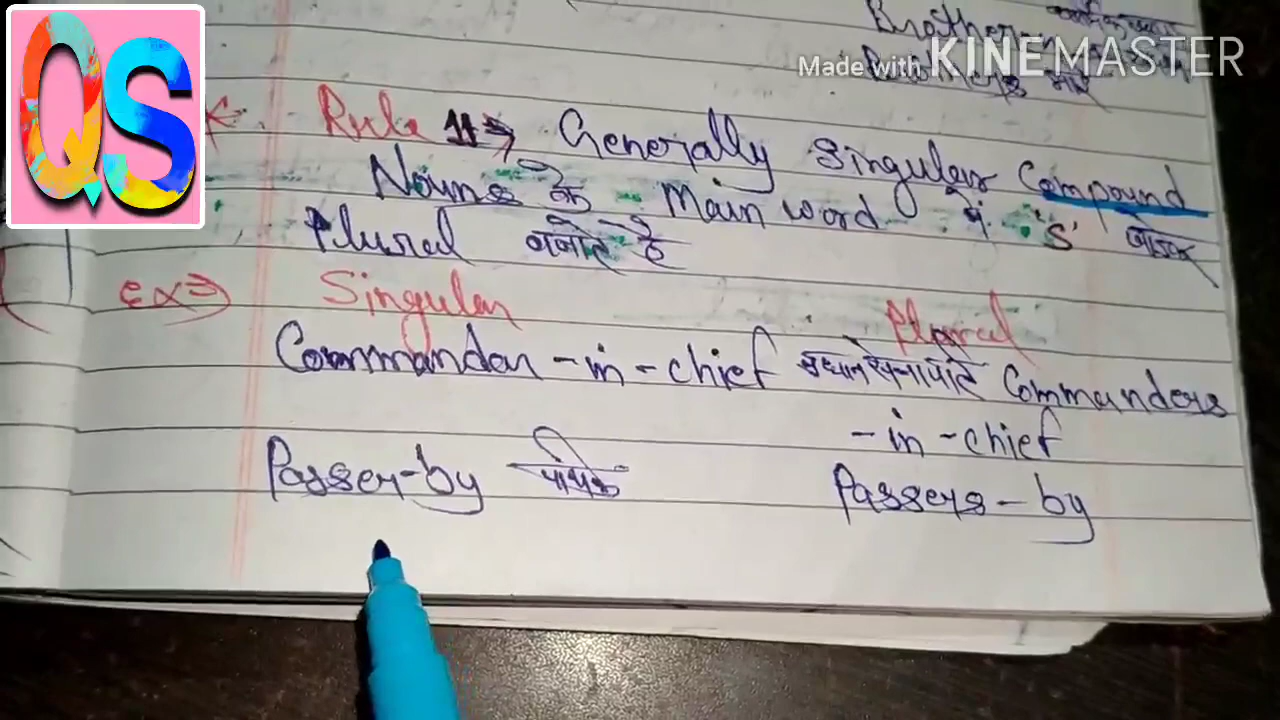 QS
Brother
Made with KINEMASTER
Rule 11 ⇒ Generally Singular Compound
Nouns के Main word में 'S' जोड़कर
Plural बनाते है
ex ⇒ Singular Plural
Commander-in-chief प्रधान सेनापति Commanders
-in-chief
Passer-by पथिक Passers-by